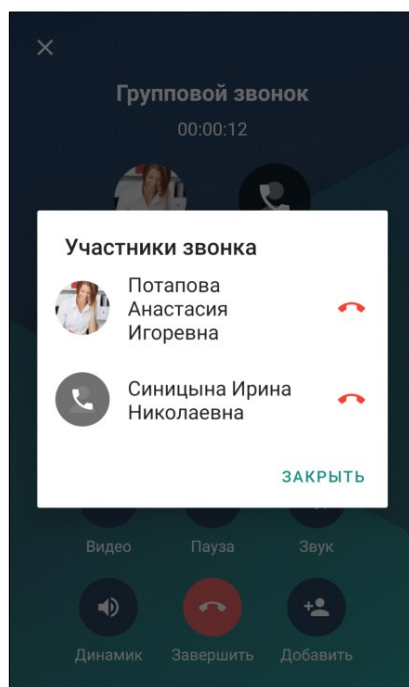 Групповой звонок
00:00:12
Участники звонка
Потапова
Анастасия
Игоревна
Синицына Ирина
Николаевна
ЗАКРЫТЬ
Видео Пауза Звук
Динамик Завершить Добавить